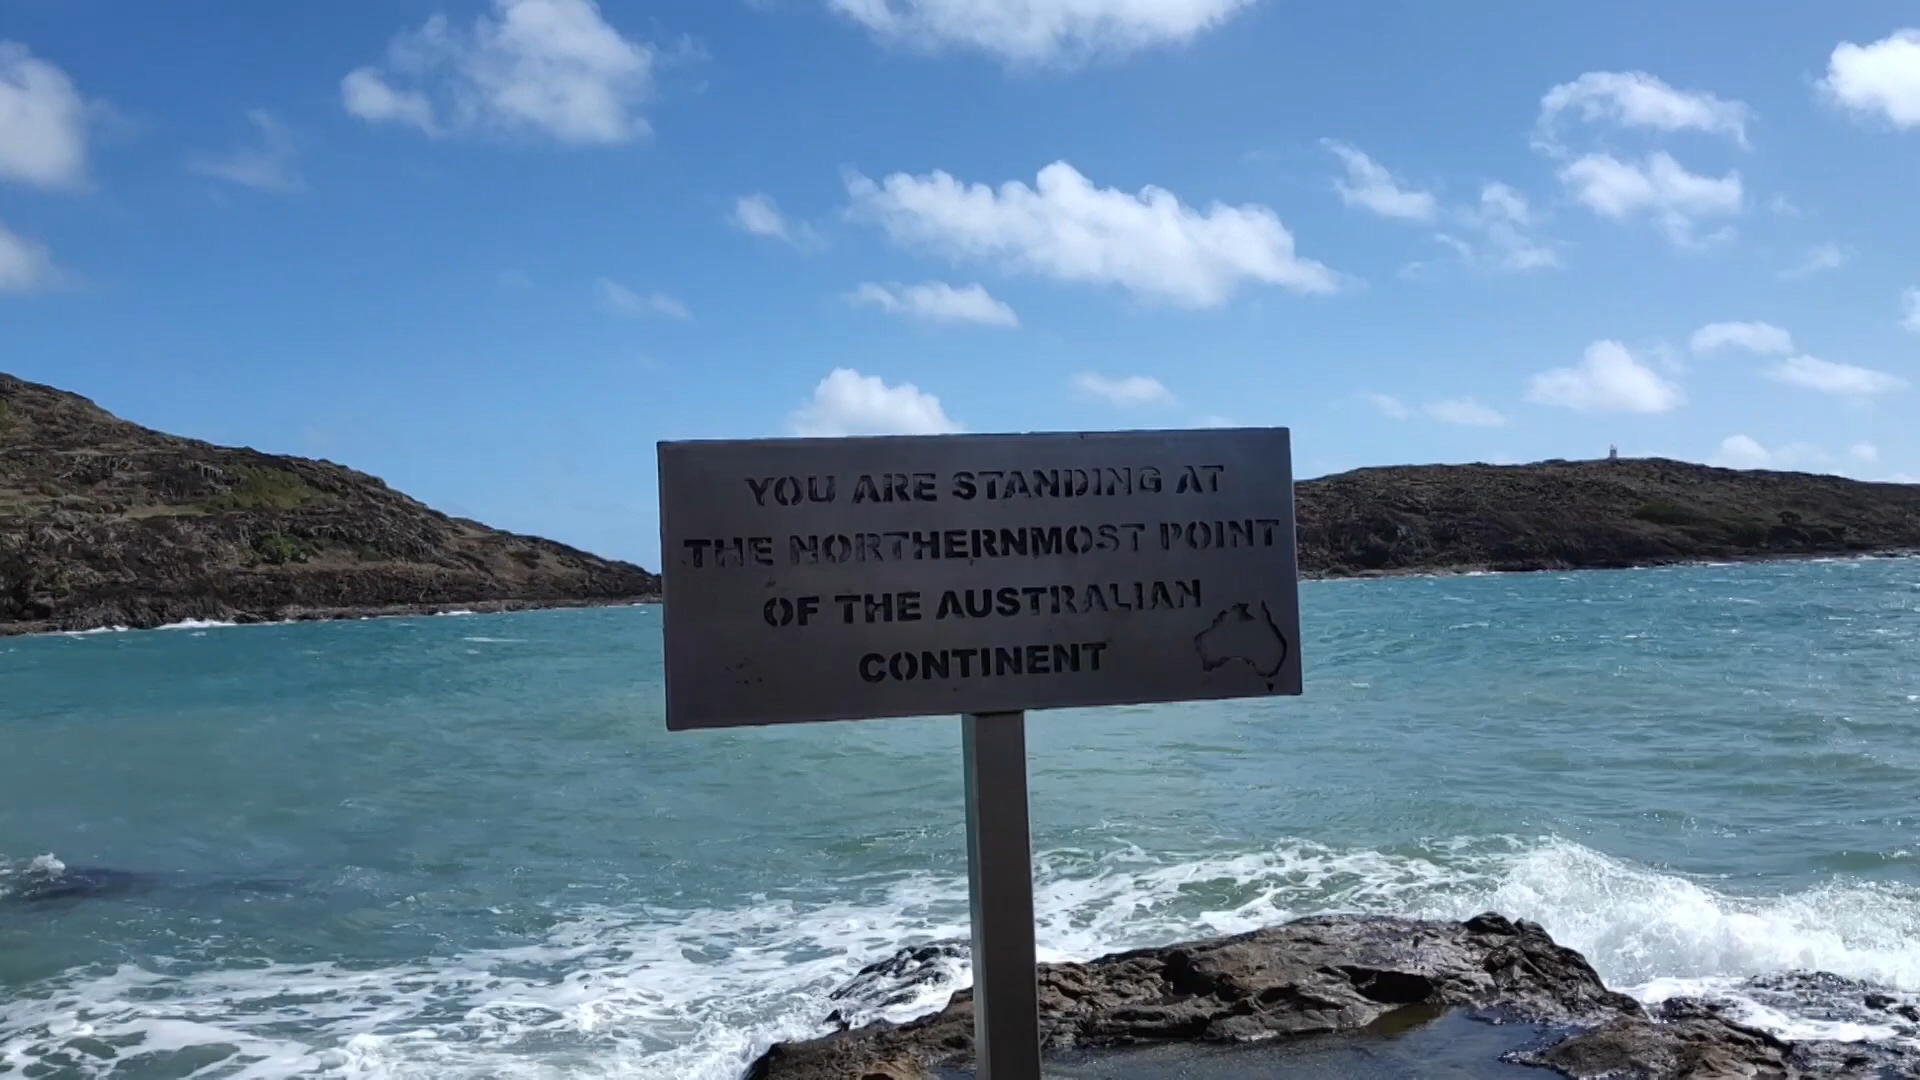 YOU ARE STANDING AT
THE NORTHERNMOST POINT
OF THE AUSTRALIAN
CONTINENT